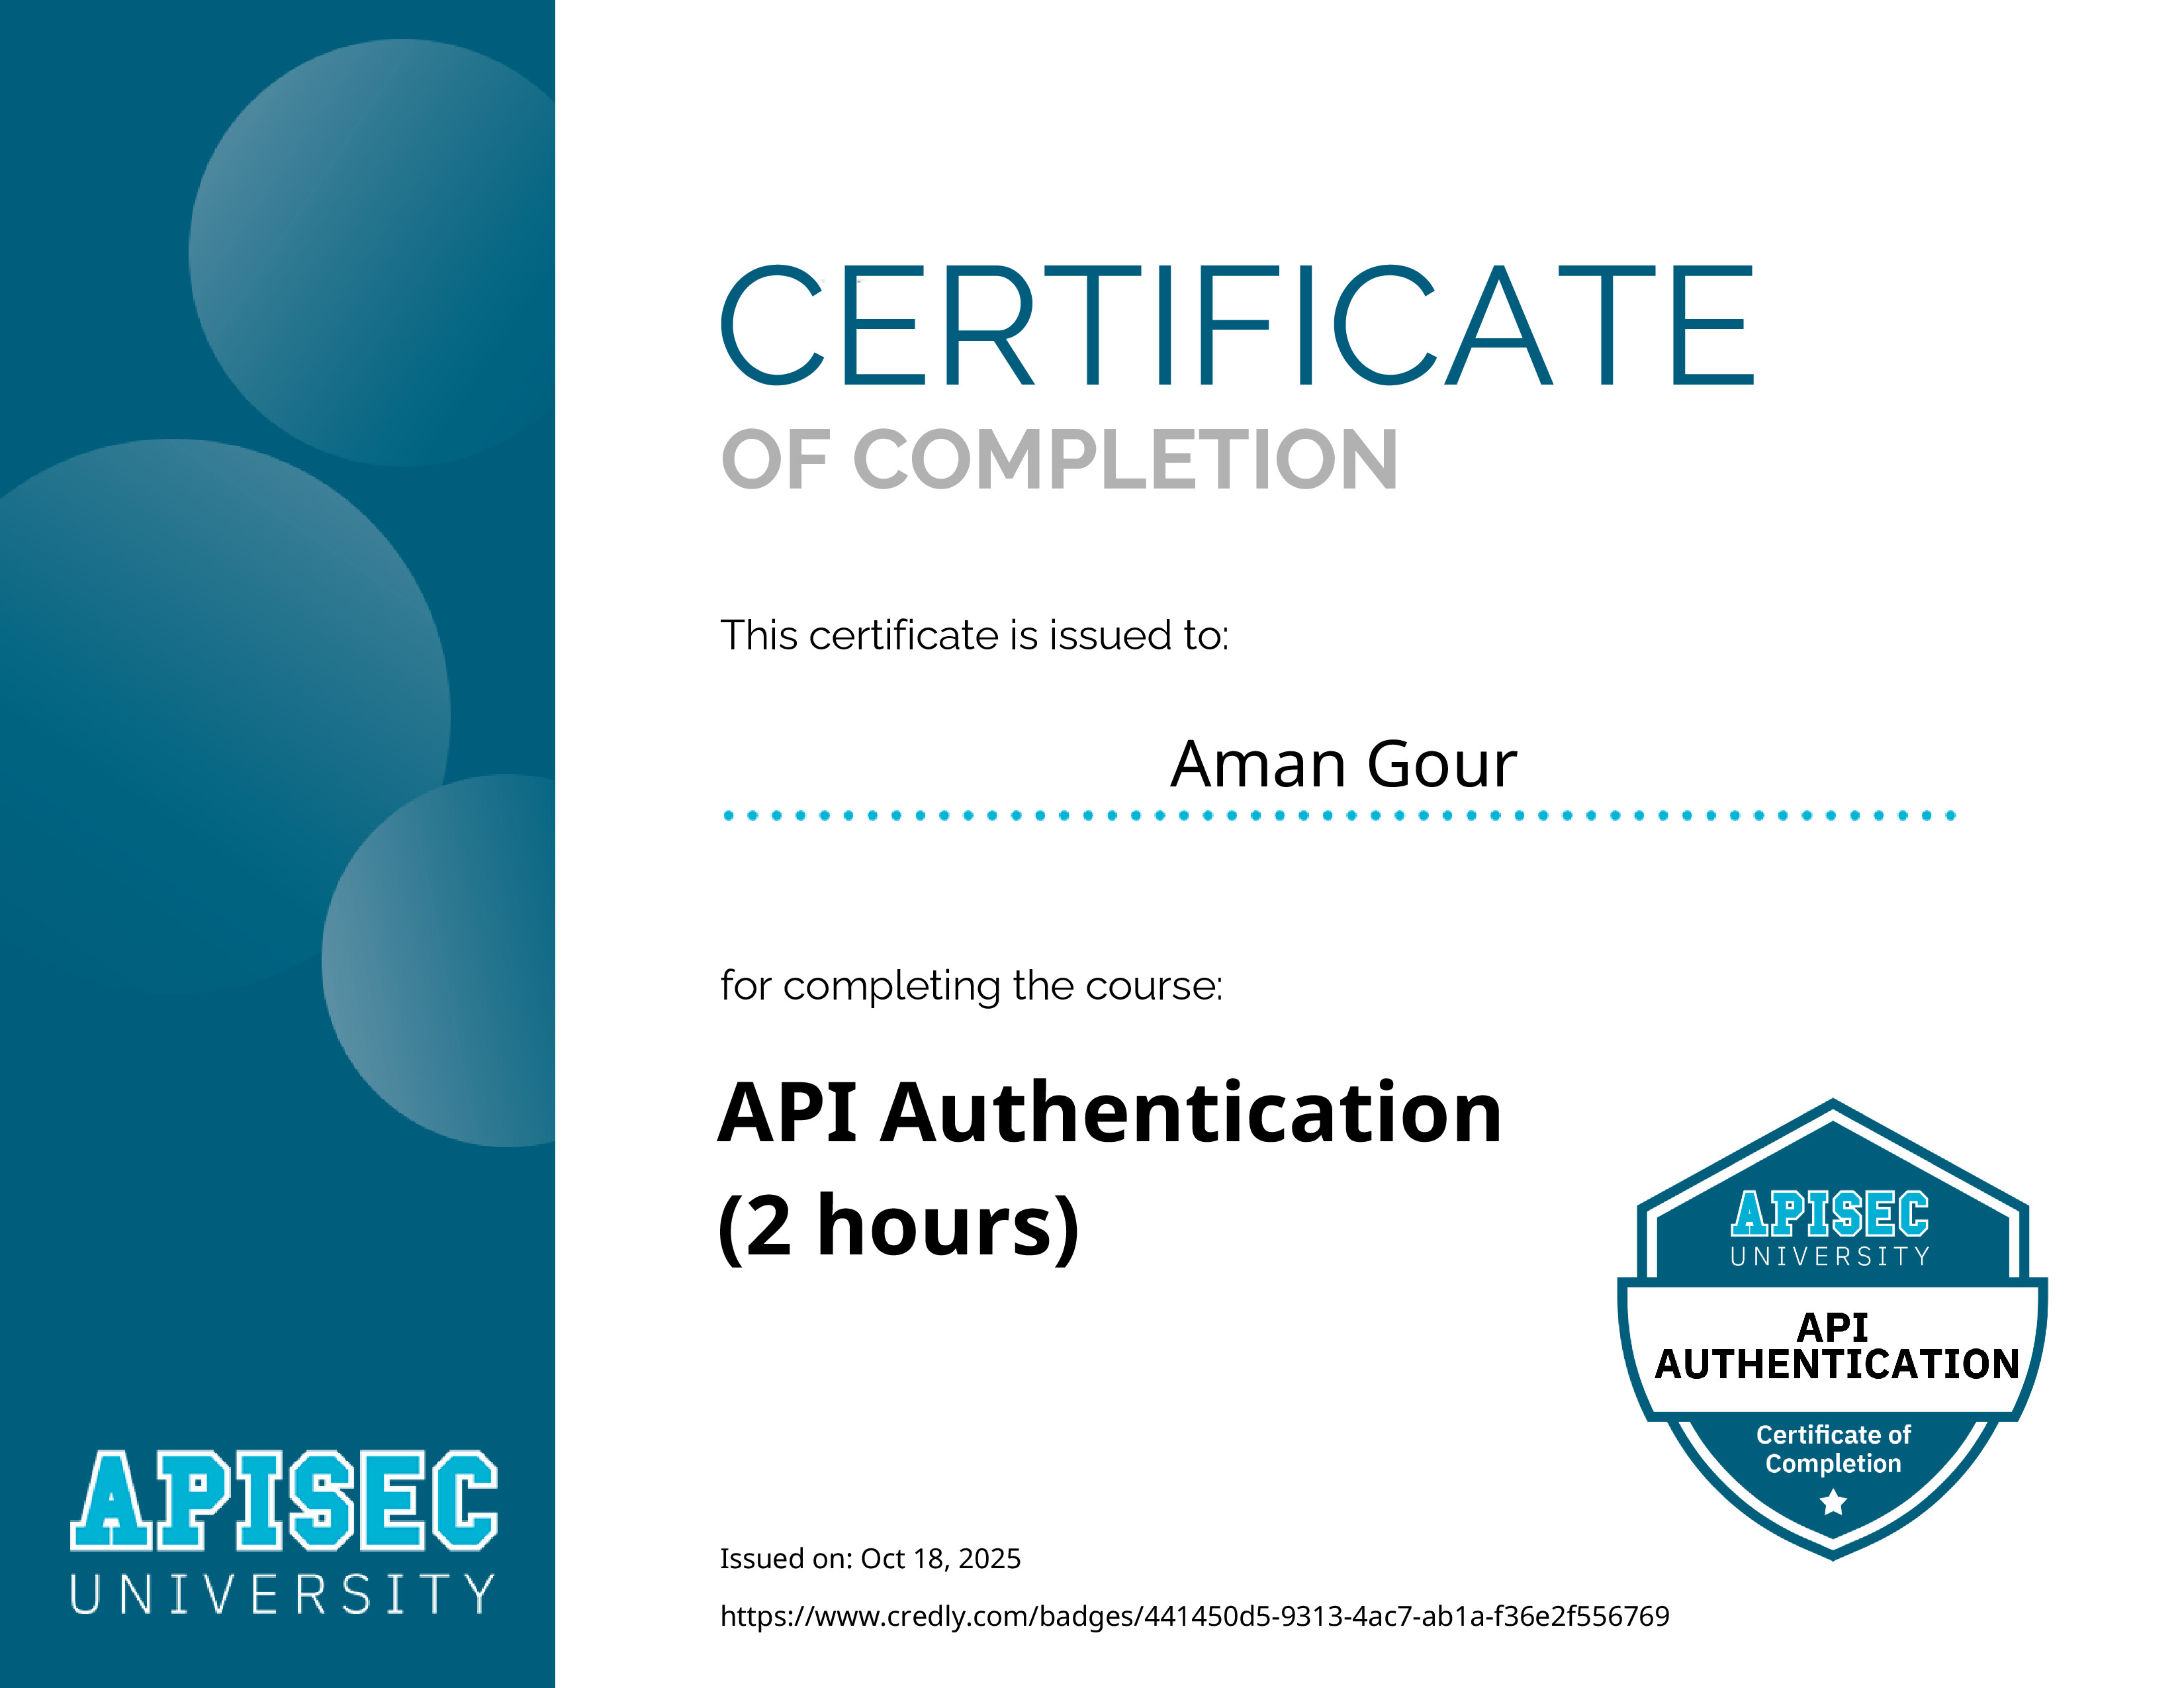 CERTIFICATE
OF COMPLETION
This certificate is issued to:
Aman Gour
for completing the course:
API Authentication
(2 hours)
APISEC
UNIVERSITY
API
AUTHENTICATION
Certificate of
Completion
Issued on: Oct 18, 2025
https://www.credly.com/badges/441450d5-9313-4ac7-ab1a-f36e2f556769
APISEC
UNIVERSITY